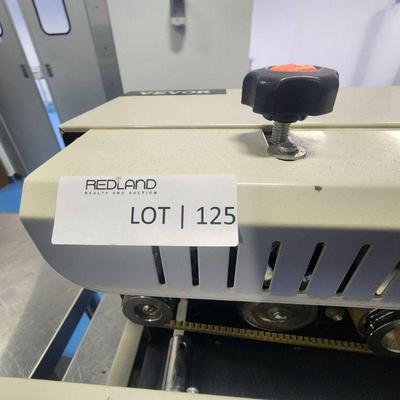 VEVOR
REDLAND
REALTY AND AUCTION
LOT | 125